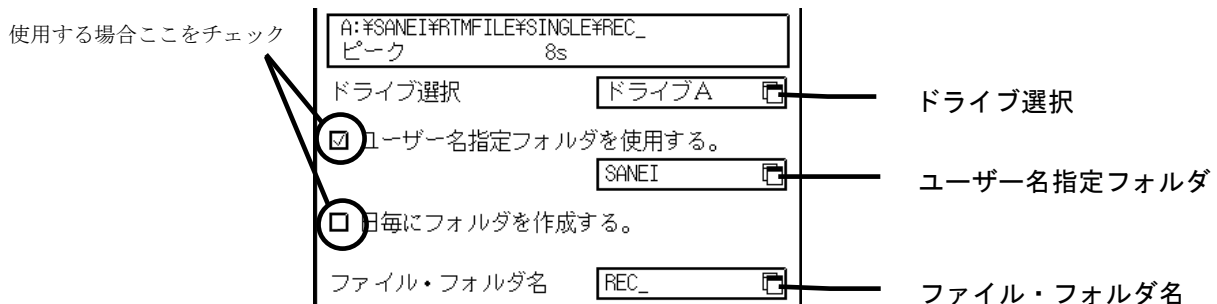 使用する場合ここをチェック
A:¥SANEI¥RTMFILE¥SINGLE¥REC_
ピーク 8s
ドライブ選択 ドライブA ドライブ選択
ユーザー名指定フォルダを使用する。
SANEI ユーザー名指定フォルダ
日毎にフォルダを作成する。
ファイル・フォルダ名 REC_ ファイル・フォルダ名